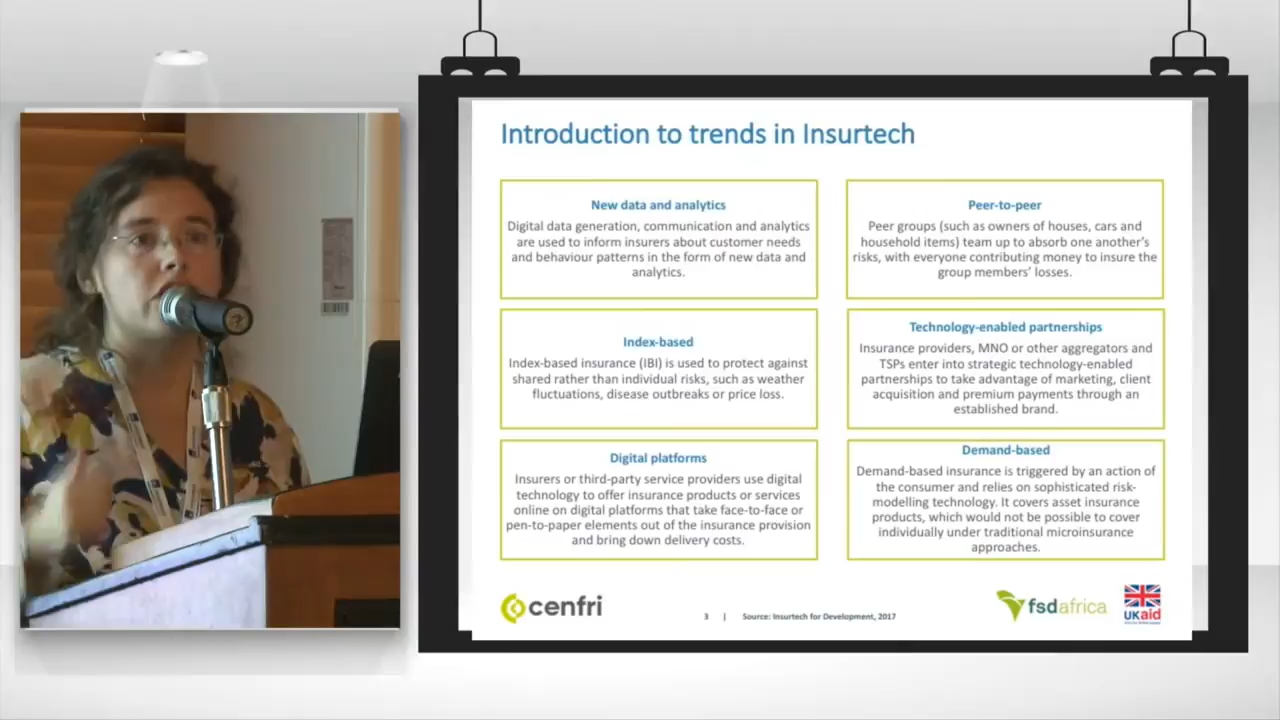 Introduction to trends in Insurtech
New data and analytics
Digital data generation, communication and analytics
are used to inform insurers about customer needs
and behaviour patterns in the form of new data and
analytics.
Peer-to-peer
Peer groups (such as owners of houses, cars and
household items) team up to absorb one another's
risks, with everyone contributing money to insure the
group members' losses.
Index-based
Index-based insurance (IBI) is used to protect against
shared rather than individual risks, such as weather
fluctuations, disease outbreaks or price loss.
Technology-enabled partnerships
Insurance providers, MNO or other aggregators and
TSPs enter into strategic technology-enabled
partnerships to take advantage of marketing, client
acquisition and premium payments through an
established brand.
Digital platforms
Insurers or third-party service providers use digital
technology to offer insurance products or services
online on digital platforms that take face-to-face or
pen-to-paper elements out of the insurance provision
and bring down delivery costs.
Demand-based
Demand-based insurance is triggered by an action of
the consumer and relies on sophisticated risk-
modelling technology. It covers asset insurance
products, which would not be possible to cover
individually under traditional microinsurance
approaches.
cenfri
3 | Source: Insurtech for Development, 2017
fsdafrica
UKaid